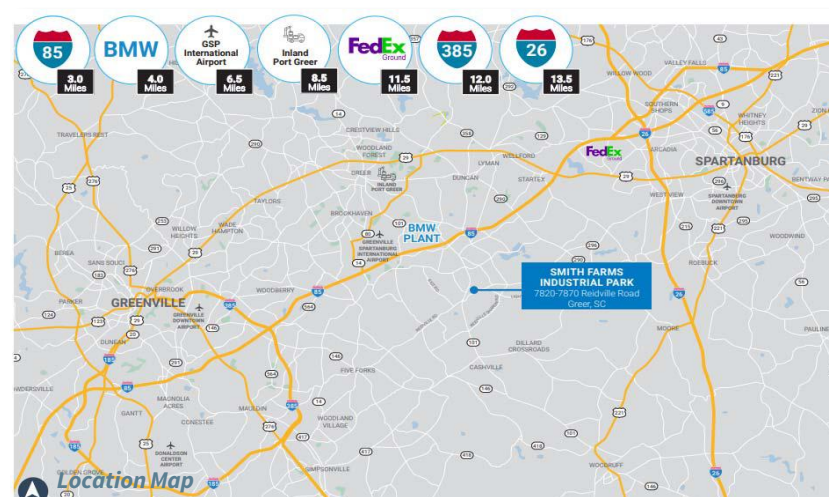 85
3.0
Miles
BMW
4.0
Miles
GSP
International
Airport
6.5
Miles
Inland
Port Greer
8.5
Miles
FedEx
Ground
11.5
Miles
385
12.0
Miles
26
13.5
Miles
VALLEY FALLS
WILLOW WOOD
SOUTHERN
SHOPS
WHITNEY
HEIGHTS
TRAVELERS REST
CRESTVIEW HILLS
WOODLAND
FOREST
WELLFORD
LYMAN
FedEx
Ground
ARCADIA
SPARTANBURG
GREER
INLAND
PORT GREER
DUNCAN
STARTEX
WEST VIEW
SPARTANBURG
DOWNTOWN
AIRPORT
BENTWAY
TAYLORS
BROOKHAVEN
WILLOW
HEIGHTS
WADE
HAMPTON
BMW
PLANT
GREENVILLE
SPARTANBURG
INTERNATIONAL
AIRPORT
WOODWIND
BEREA
SANS SOUCI
ROEBUCK
SMITH FARMS
INDUSTRIAL PARK
7820-7870 Reidville Road
Greer, SC
OVERBROOK
WOODBERRY
PARKER
GREENVILLE
GREENVILLE
DOWNTOWN
AIRPORT
MOORE
PAULINE
DUNCAN
DILLARD
CROSSROADS
FIVE FORKS
CASHVILLE
MAGNOLIA
ACRES
GANTT
MAULDIN
CONESTEE
WOODLAND
VILLAGE
DONALDSON
CENTER
AIRPORT
GOLDEN GROVE
SIMPSONVILLE
WOODRUFF
Location Map